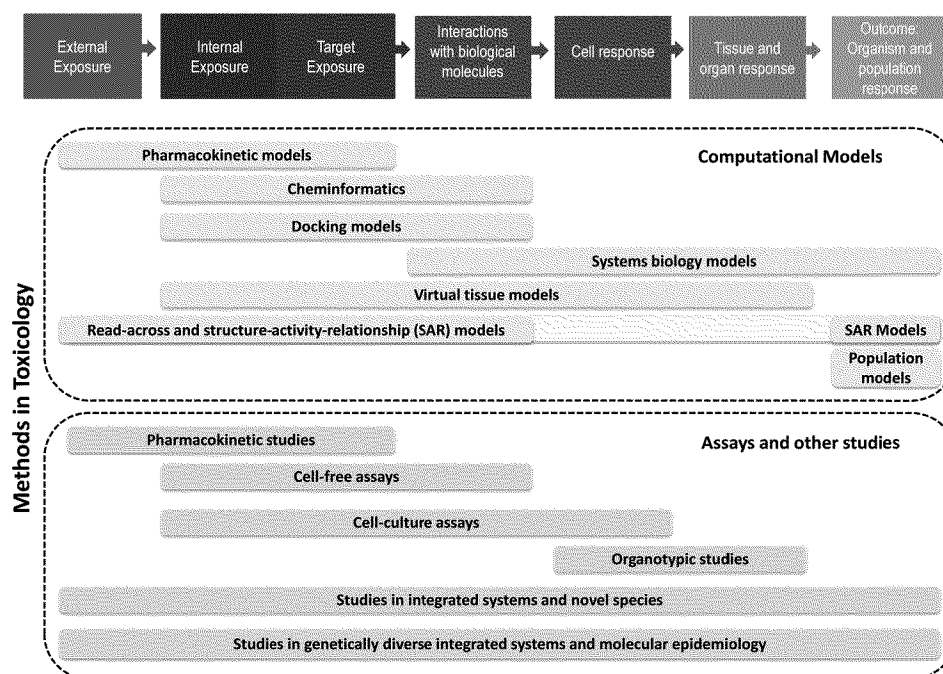 External
Exposure
Internal
Exposure
Target
Exposure
Interactions
with biological
molecules
Cell response
Tissue and
organ response
Outcome:
Organism and
population
response
Methods in Toxicology
Computational Models
Pharmacokinetic models
Cheminformatics
Docking models
Systems biology models
Virtual tissue models
Read-across and structure-activity-relationship (SAR) models
SAR Models
Population
models
Assays and other studies
Pharmacokinetic studies
Cell-free assays
Cell-culture assays
Organotypic studies
Studies in integrated systems and novel species
Studies in genetically diverse integrated systems and molecular epidemiology